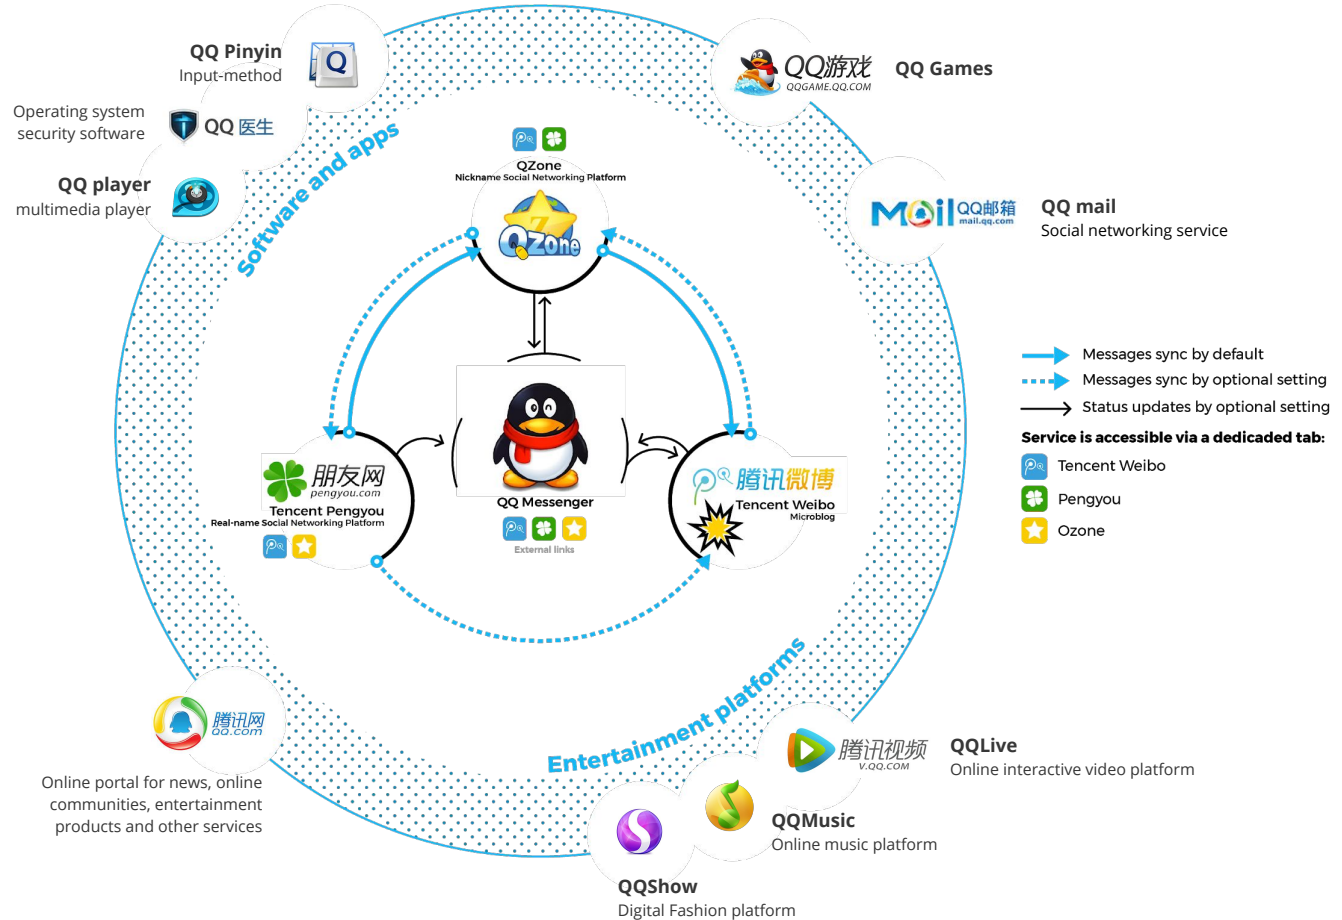 QQ Pinyin
Input-method
Q
Operating system
security software
QQ 医生
QQ player
multimedia player
Software and apps
QQ游戏
QQGAME.QQ.COM
QQ Games
MAil QQ邮箱
mail.qq.com
QQ mail
Social networking service
QZone
Nickname Social Networking Platform
Z
QZone
Messages sync by default
Messages sync by optional setting
Status updates by optional setting
Service is accessible via a dedicaded tab:
Tencent Weibo
Pengyou
Ozone
朋友网
pengyou.com
Tencent Pengyou
Real-name Social Networking Platform
QQ Messenger
External links
腾讯微博
Tencent Weibo
Microblog
腾讯网
QQ.com
Online portal for news, online
communities, entertainment
products and other services
Entertainment platforms
腾讯视频
V.QQ.COM
QQLive
Online interactive video platform
QQMusic
Online music platform
QQShow
Digital Fashion platform